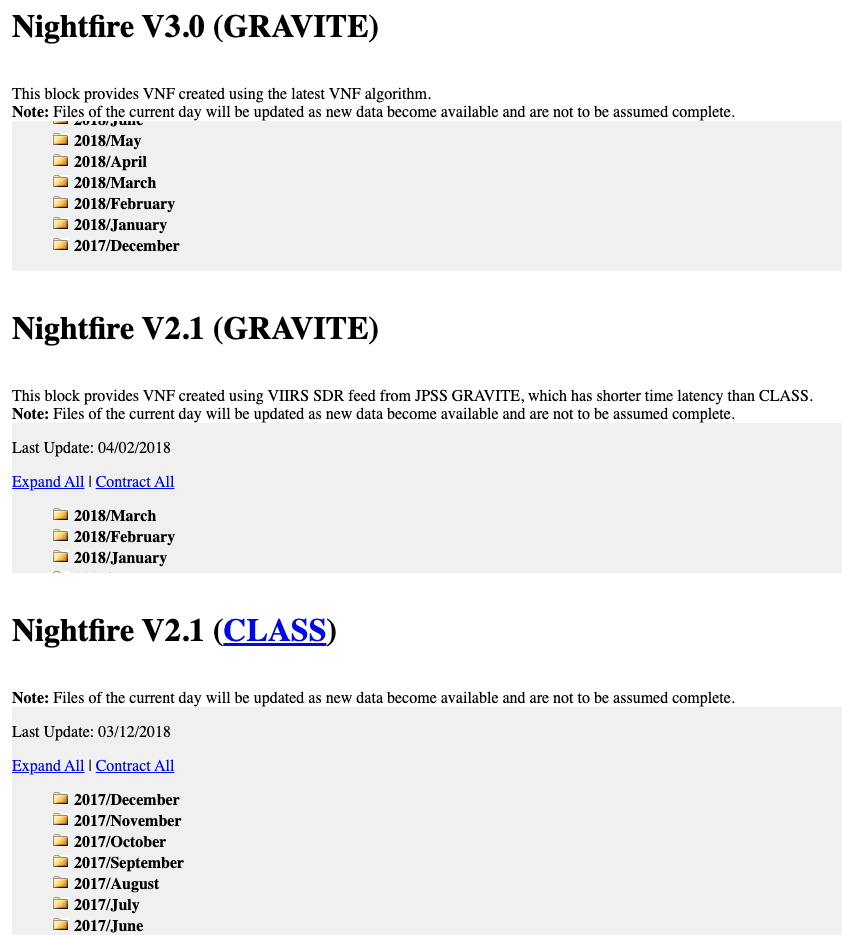 Nightfire V3.0 (GRAVITE)
This block provides VNF created using the latest VNF algorithm.
Note: Files of the current day will be updated as new data become available and are not to be assumed complete.
2018/June
2018/May
2018/April
2018/March
2018/February
2018/January
2017/December
Nightfire V2.1 (GRAVITE)
This block provides VNF created using VIIRS SDR feed from JPSS GRAVITE, which has shorter time latency than CLASS.
Note: Files of the current day will be updated as new data become available and are not to be assumed complete.
Last Update: 04/02/2018
Expand All | Contract All
2018/March
2018/February
2018/January
Nightfire V2.1 (CLASS)
Note: Files of the current day will be updated as new data become available and are not to be assumed complete.
Last Update: 03/12/2018
Expand All | Contract All
2017/December
2017/November
2017/October
2017/September
2017/August
2017/July
2017/June